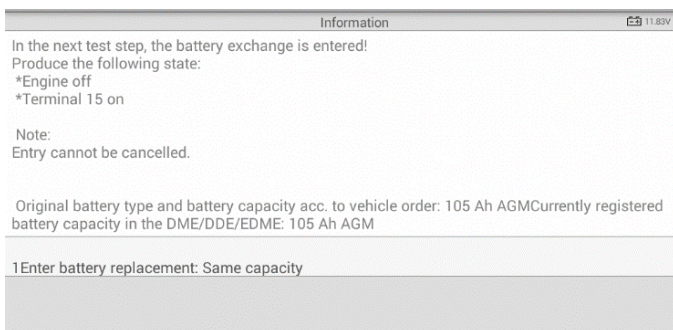 Information
11.83V
In the next test step, the battery exchange is entered!
Produce the following state:
*Engine off
*Terminal 15 on
Note:
Entry cannot be cancelled.
Original battery type and battery capacity acc. to vehicle order: 105 Ah AGMCurrently registered
battery capacity in the DME/DDE/EDME: 105 Ah AGM
1Enter battery replacement: Same capacity